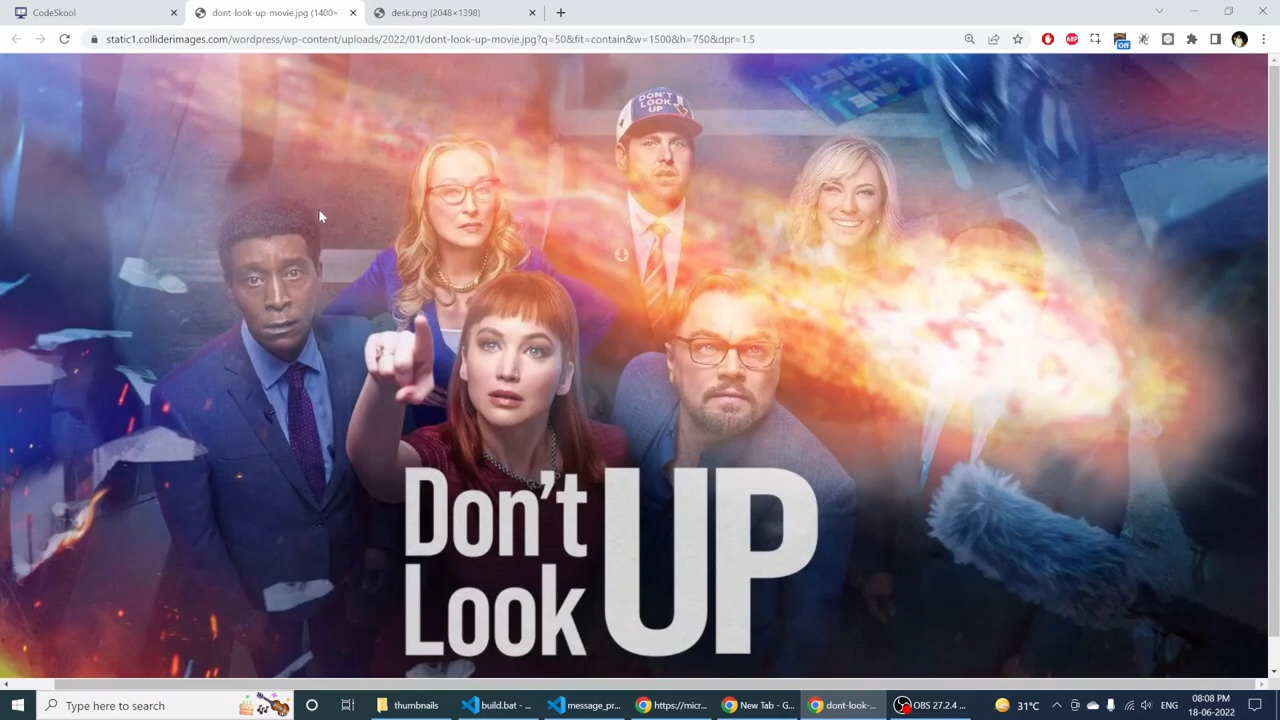 CodeSkool
dont-look-up-movie.jpg (1400×
desk.png (2048×1398)
static1.colliderimages.com/wordpress/wp-content/uploads/2022/01/dont-look-up-movie.jpg?q=50&fit=contain&w=1500&h=750&dpr=1.5
ABP
Off
COMET
DON'T
LOOK
UP
Don't
Look
UP
Type here to search
thumbnails
build.bat - ...
message_pr...
https://micr...
New Tab - G...
dont-look-...
OBS 27.2.4 ...
31°C
ENG
08:08 PM
18-06-2022